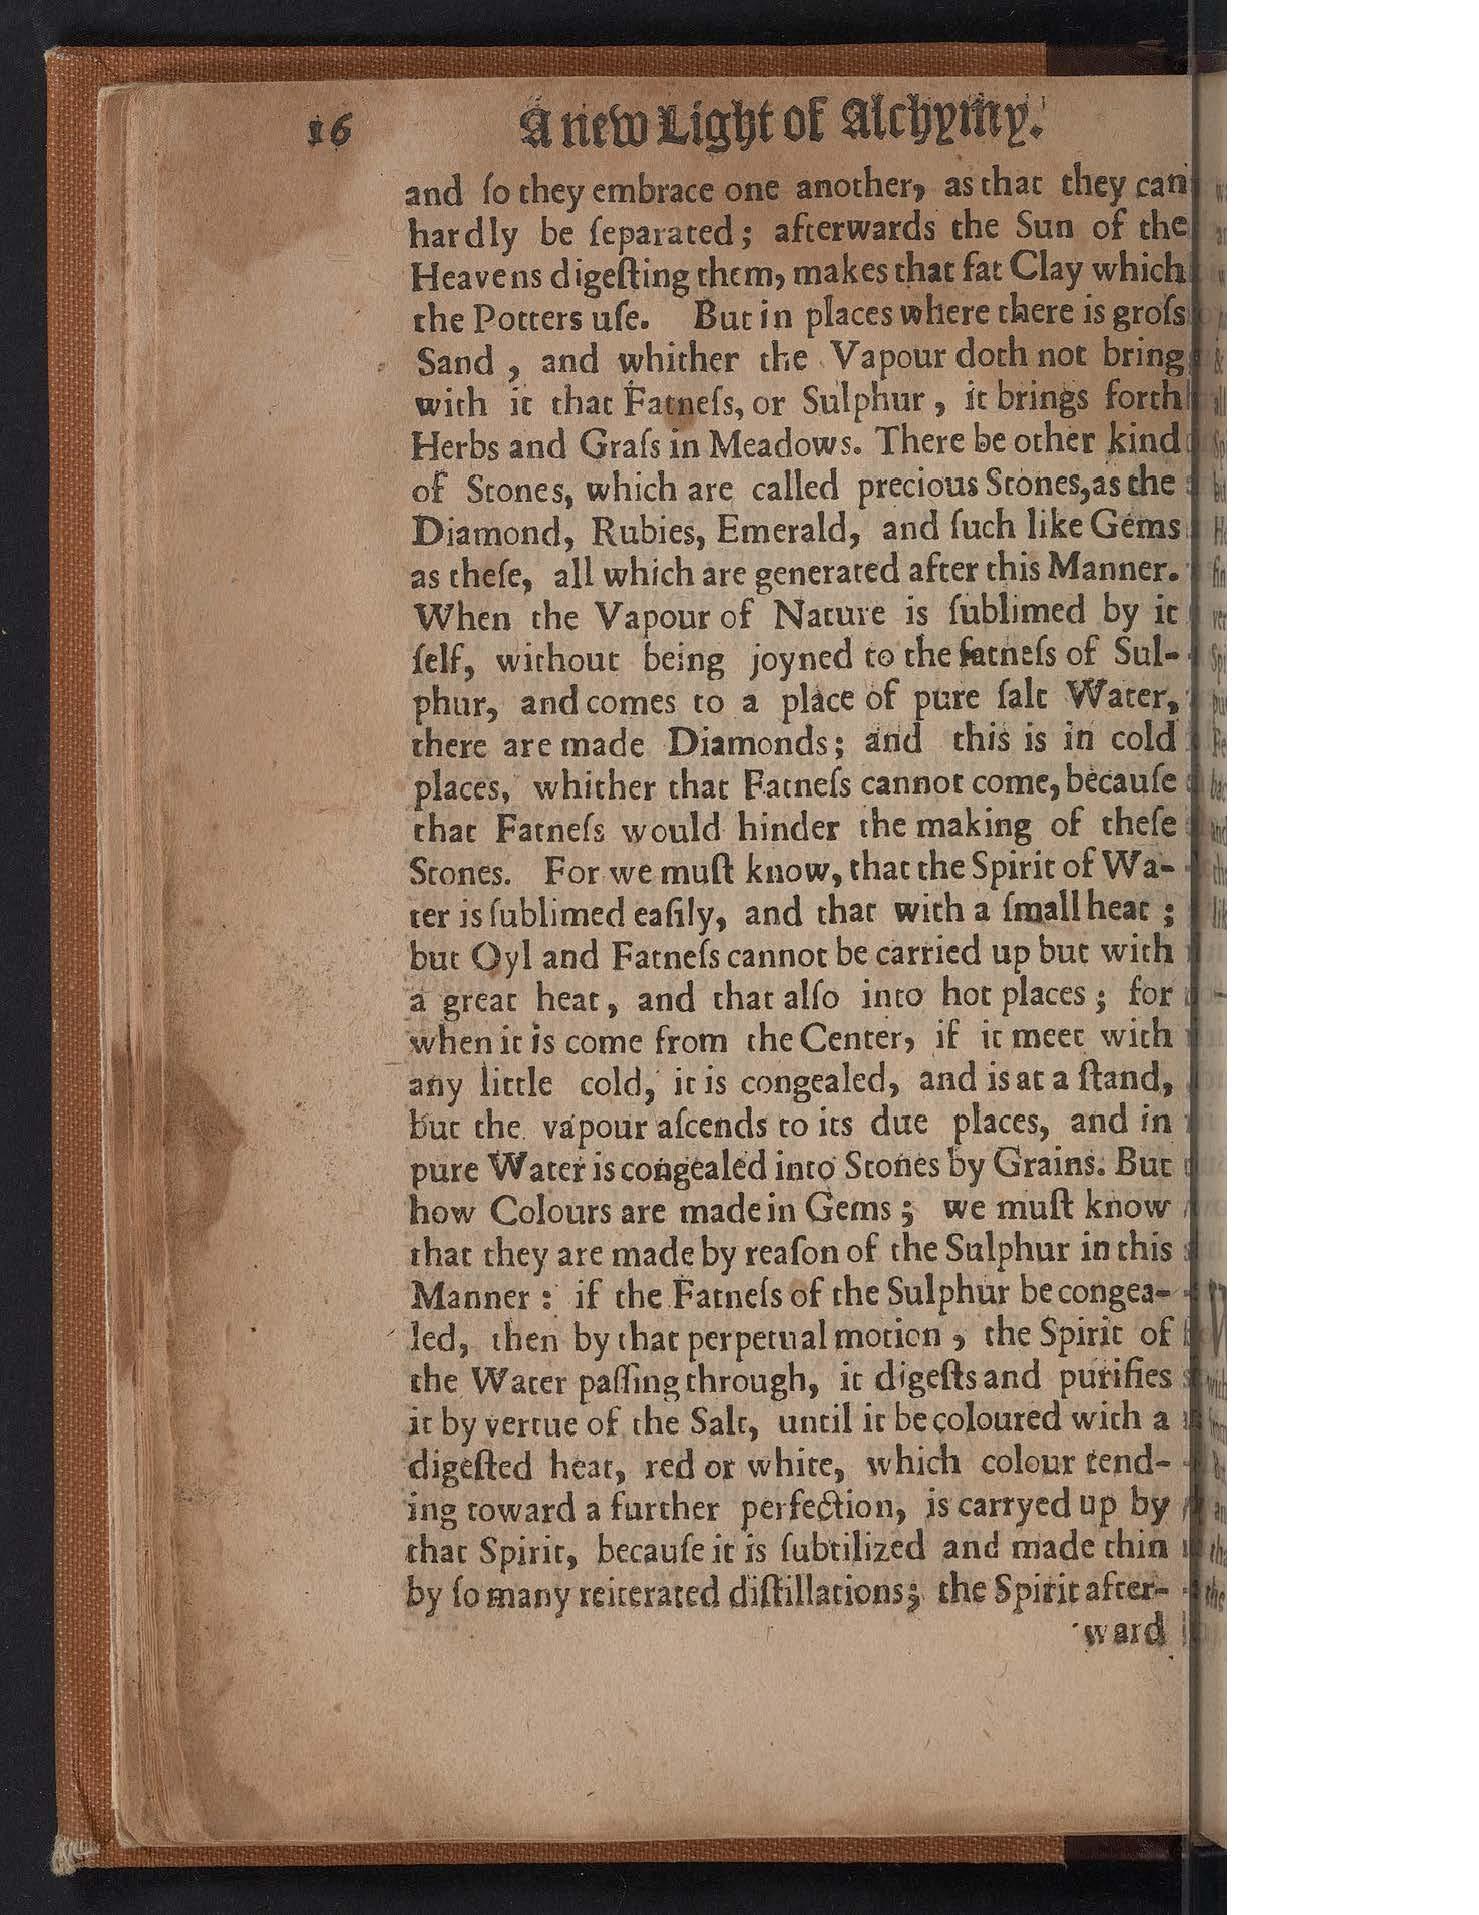 16 A new Light of Alchymy.
and ſo they embrace one another, as that they can
hardly be ſeparated; afterwards the Sun of the
Heavens digeſting them, makes that fat Clay which
the Potters uſe. But in places where there is groſs
Sand, and whither the Vapour doth not bring
with it that Fatneſs, or Sulphur, it brings forth
Herbs and Graſs in Meadows. There be other kind
of Stones, which are called precious Stones, as the
Diamond, Rubies, Emerald, and ſuch like Gems
as theſe, all which are generated after this Manner.
When the Vapour of Nature is ſublimed by it
ſelf, without being joyned to the fatneſs of Sul-
phur, and comes to a place of pure ſalt Water,
there are made Diamonds; and this is in cold
places, whither that Fatneſs cannot come, becauſe
that Fatneſs would hinder the making of theſe
Stones. For we muſt know, that the Spirit of Wa-
ter is ſublimed eaſily, and that with a ſmall heat;
but Oyl and Fatneſs cannot be carried up but with
a great heat, and that alſo into hot places; for
when it is come from the Center, if it meet with
any little cold, it is congealed, and is at a ſtand,
but the vapour aſcends to its due places, and in
pure Water is congealed into Stones by Grains. But
how Colours are made in Gems; we muſt know
that they are made by reaſon of the Sulphur in this
Manner: if the Fatneſs of the Sulphur be congea-
led, then by that perpetual motion, the Spirit of
the Water paſſing through, it digeſts and purifies
it by vertue of the Salt, until it be coloured with a
digeſted heat, red or white, which colour tend-
ing toward a further perfection, is carryed up by
that Spirit, becauſe it is ſubtilized and made thin
by ſo many reiterated diſtillations; the Spirit after-
ward